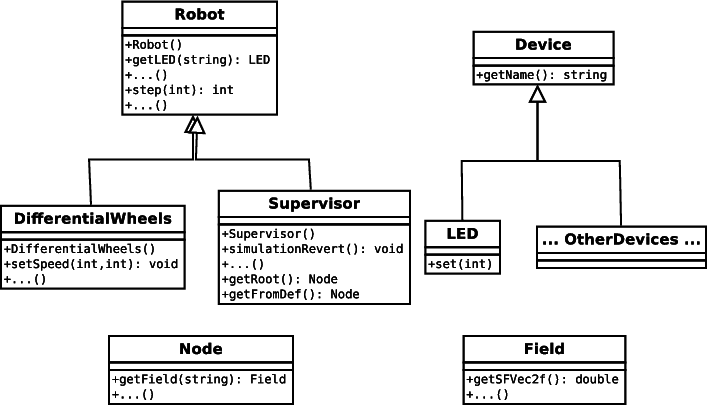 Robot
+Robot()
+getLED(string): LED
+...()
+step(int): int
+...()
Device
+getName(): string
DifferentialWheels
+DifferentialWheels()
+setSpeed(int,int): void
+...()
Supervisor
+Supervisor()
+simulationRevert(): void
+...()
+getRoot(): Node
+getFromDef(): Node
LED
+set(int)
... OtherDevices ...
Node
+getField(string): Field
+...()
Field
+getSFVec2f(): double
+...()